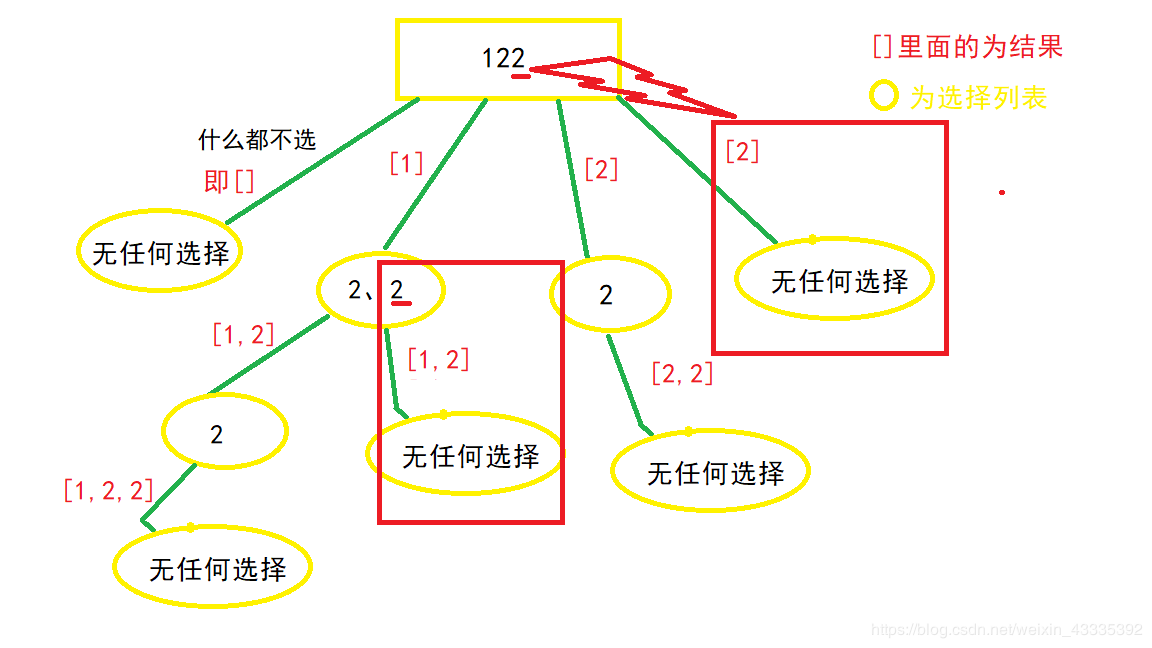 122
[]里面的为结果
为选择列表
什么都不选
即[]
[1]
[2]
[2]
无任何选择
2、2
2
无任何选择
[1,2]
[1,2]
[2,2]
2
无任何选择
无任何选择
[1,2,2]
无任何选择
https://blog.csdn.net/weixin_43335392